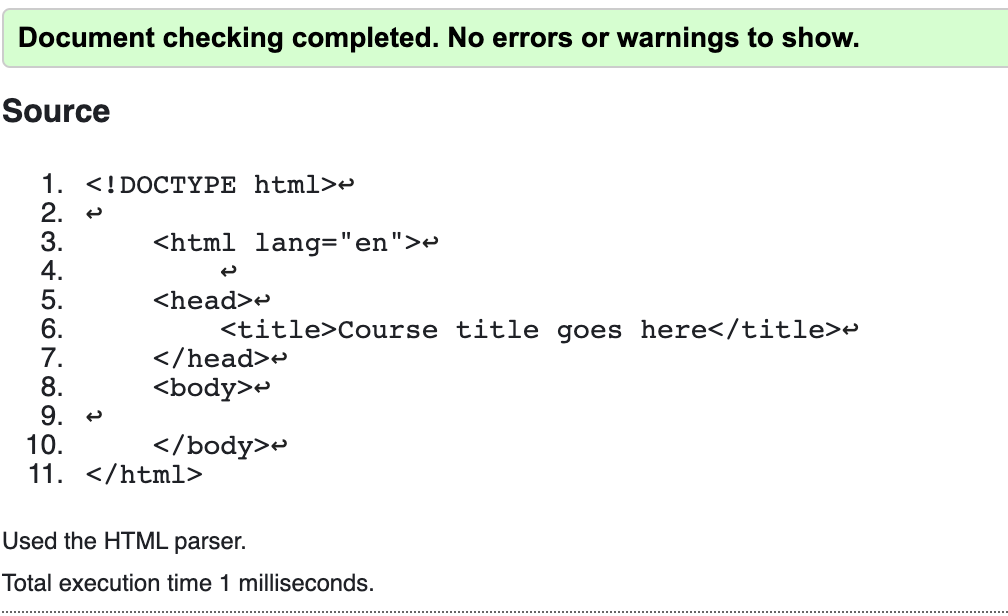 Document checking completed. No errors or warnings to show.
Source
1. <!DOCTYPE html>↩
2. ↩
3.     <html lang="en">↩
4.         ↩
5.     <head>↩
6.         <title>Course title goes here</title>↩
7.     </head>↩
8.     <body>↩
9. ↩
10.     </body>↩
11. </html>
Used the HTML parser.
Total execution time 1 milliseconds.